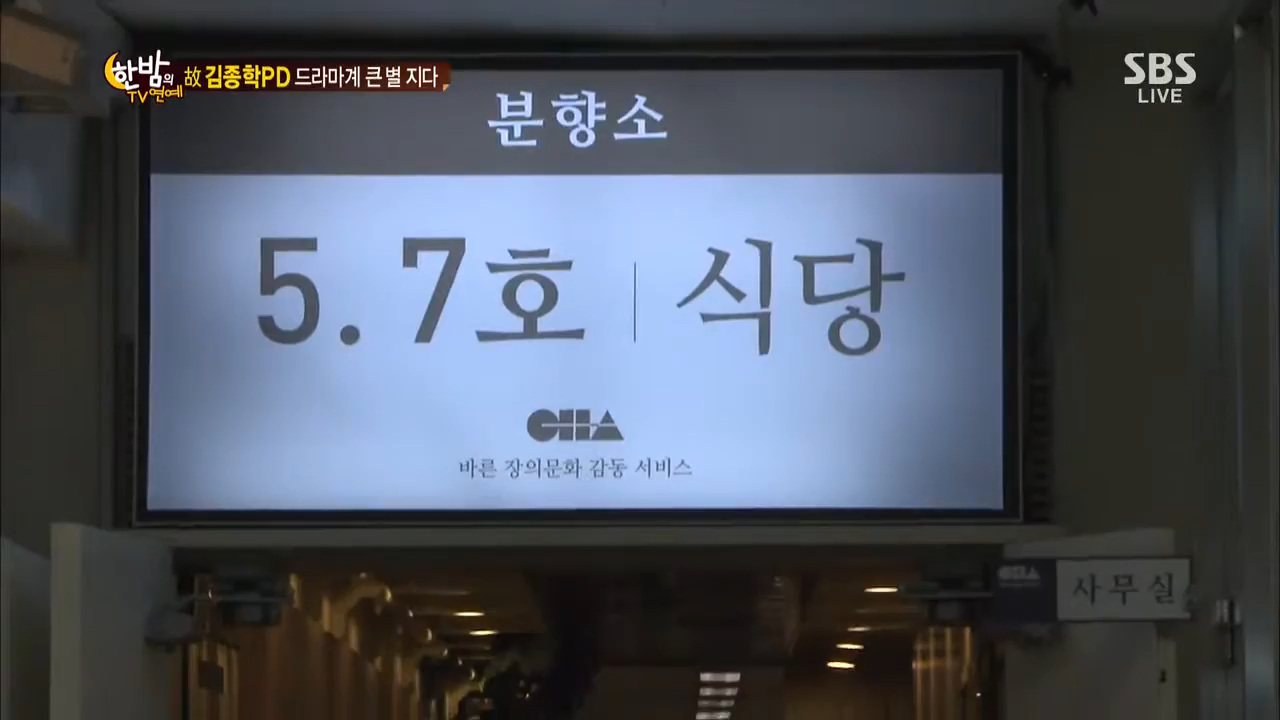 한밤의 TV연예
故 김종학PD 드라마계 큰 별 지다
SBS
LIVE
분향소
5. 7호 | 식당
바른 장의문화 감동 서비스
사무실